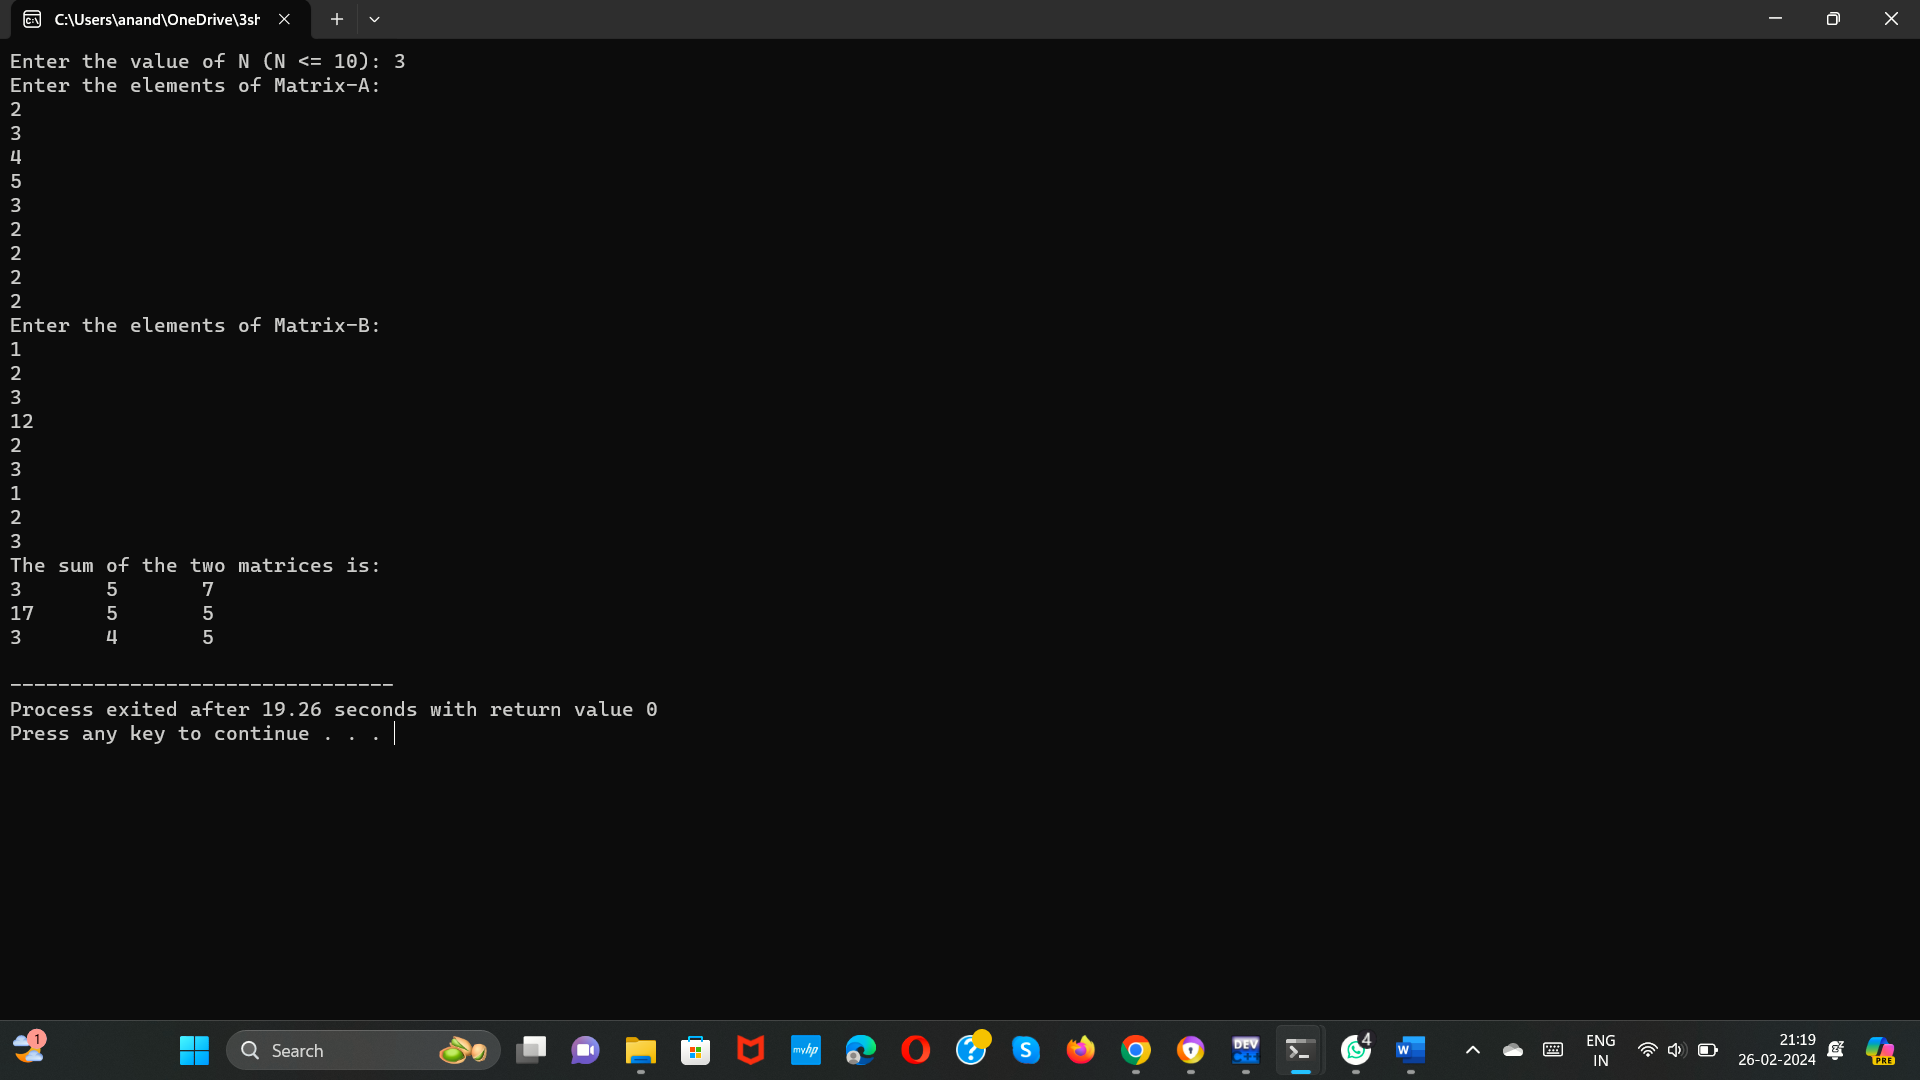 C:\Users\anand\OneDrive\3sh
Enter the value of N (N <= 10): 3
Enter the elements of Matrix-A:
2
3
4
5
3
2
2
2
2
Enter the elements of Matrix-B:
1
2
3
12
2
3
1
2
3
The sum of the two matrices is:
3 5 7
17 5 5
3 4 5
--------------------------------
Process exited after 19.26 seconds with return value 0
Press any key to continue . . .
1
Search
myhp
S
DEV
C++
4
W
ENG
IN
21:19
26-02-2024
PRE